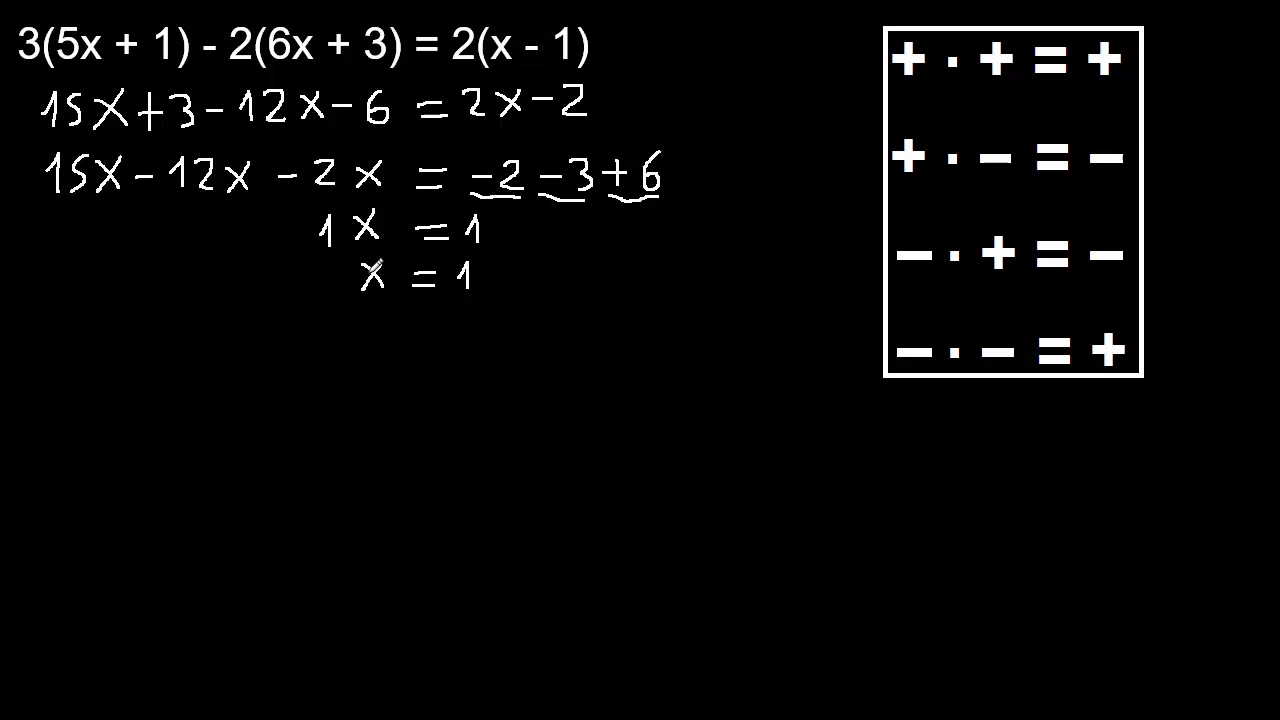 3(5x + 1) - 2(6x + 3) = 2(x - 1)
15x + 3 - 12x - 6 = 2x - 2
15x - 12x - 2x = -2 -3 + 6
1x = 1
x = 1
+ · + = +
+ · - = -
- · + = -
- · - = +